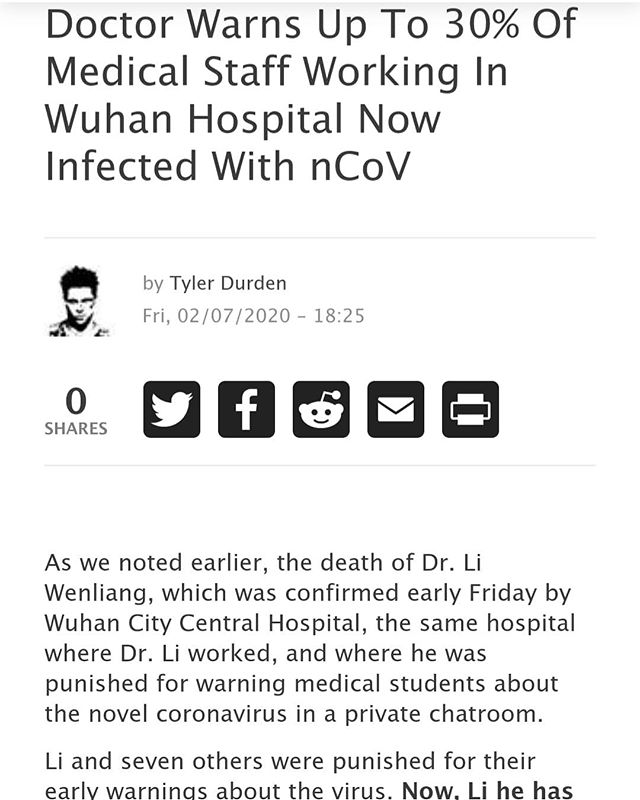 Doctor Warns Up To 30% Of
Medical Staff Working In
Wuhan Hospital Now
Infected With nCoV
by Tyler Durden
Fri, 02/07/2020 – 18:25
0
SHARES
As we noted earlier, the death of Dr. Li
Wenliang, which was confirmed early Friday by
Wuhan City Central Hospital, the same hospital
where Dr. Li worked, and where he was
punished for warning medical students about
the novel coronavirus in a private chatroom.
Li and seven others were punished for their
early warnings about the virus. Now, Li he has